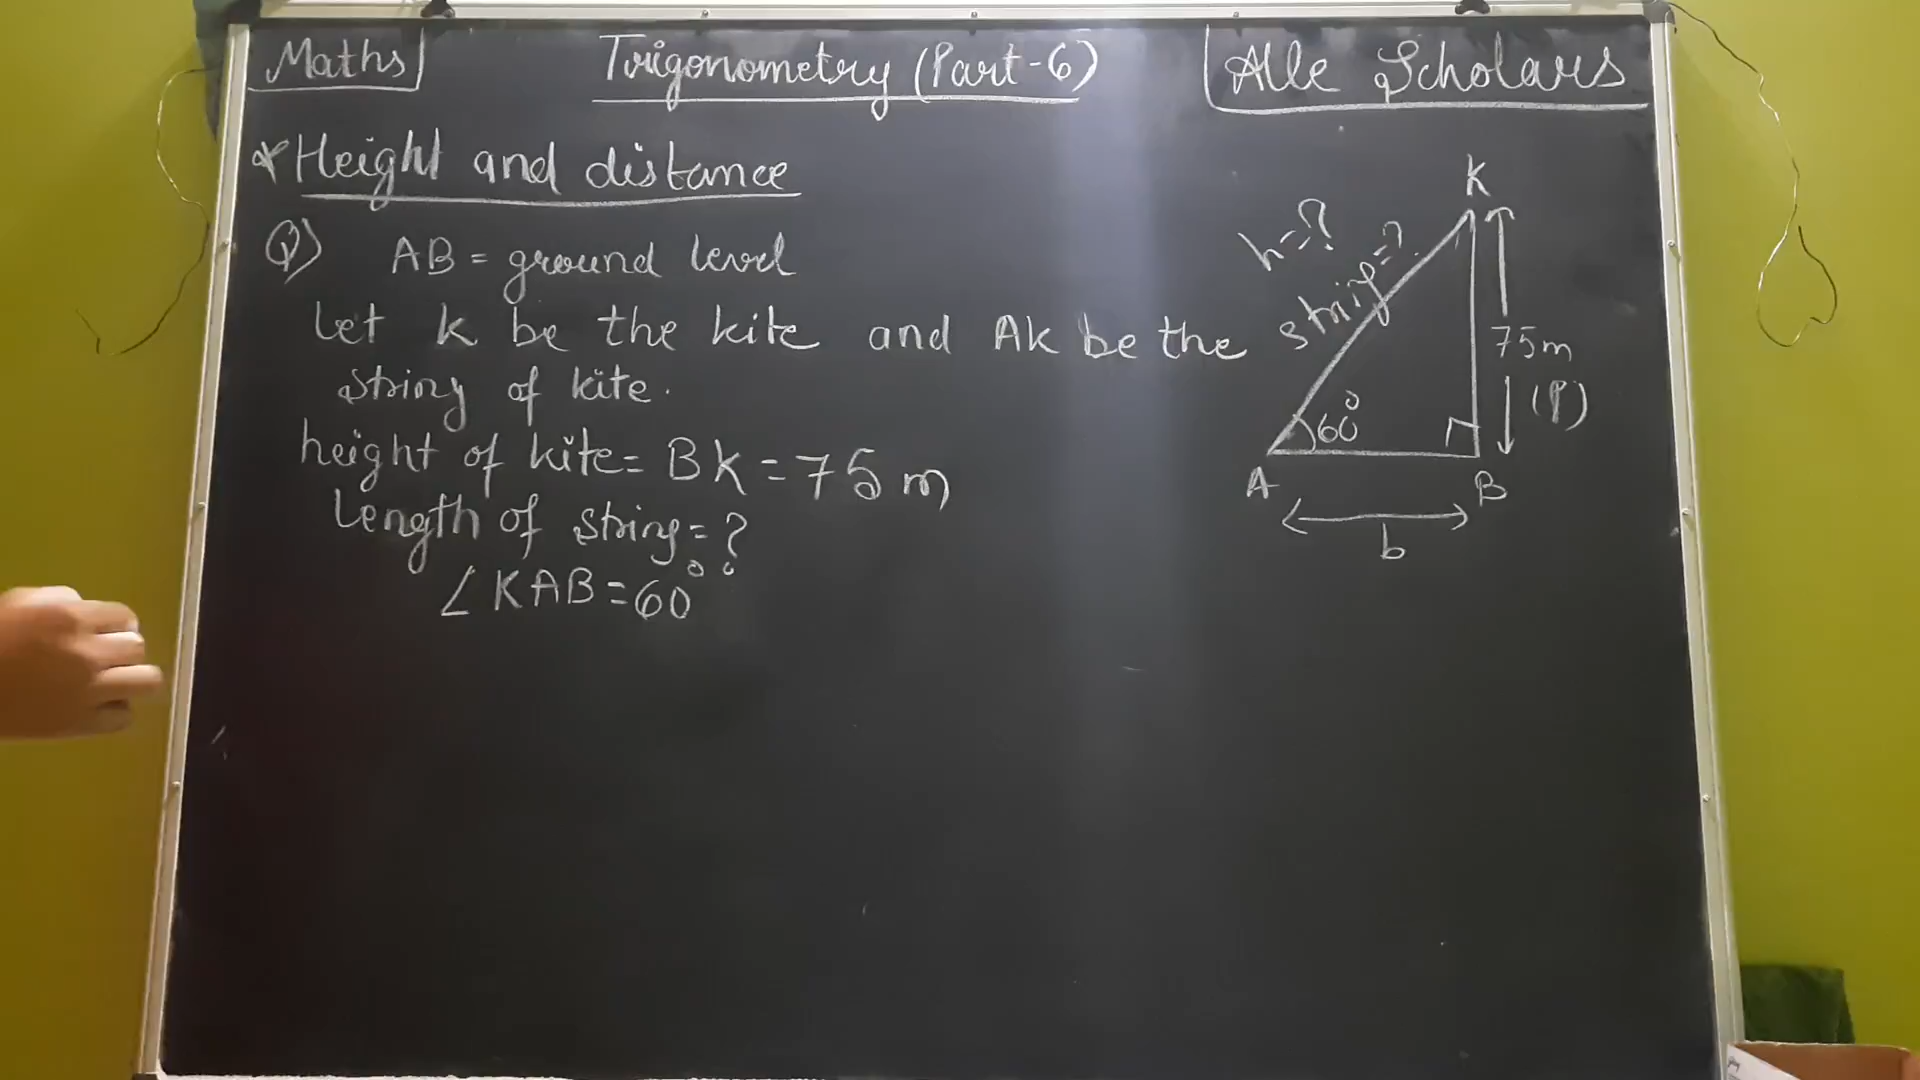 Maths
Trigonometry (Part-6)
Alle Scholars
* Height and distance
Q) AB = ground level
Let K be the kite and AK be the
string of kite.
height of kite = BK = 75 m
Length of string = ?
∠KAB = 60°
K
h = ?
string = ?
75m
(P)
60°
A
B
b